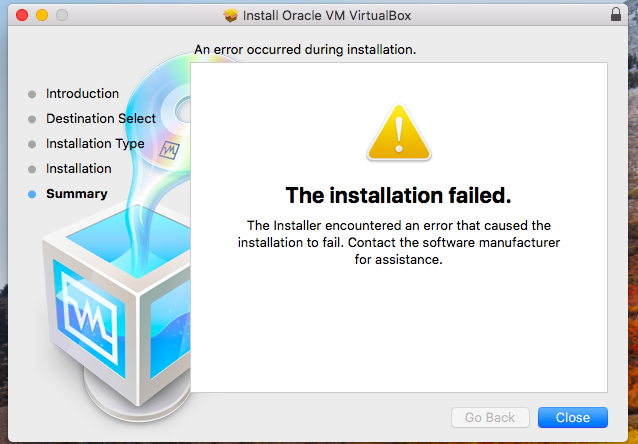 Install Oracle VM VirtualBox
An error occurred during installation.
Introduction
Destination Select
Installation Type
Installation
Summary
The installation failed.
The Installer encountered an error that caused the
installation to fail. Contact the software manufacturer
for assistance.
Go Back
Close